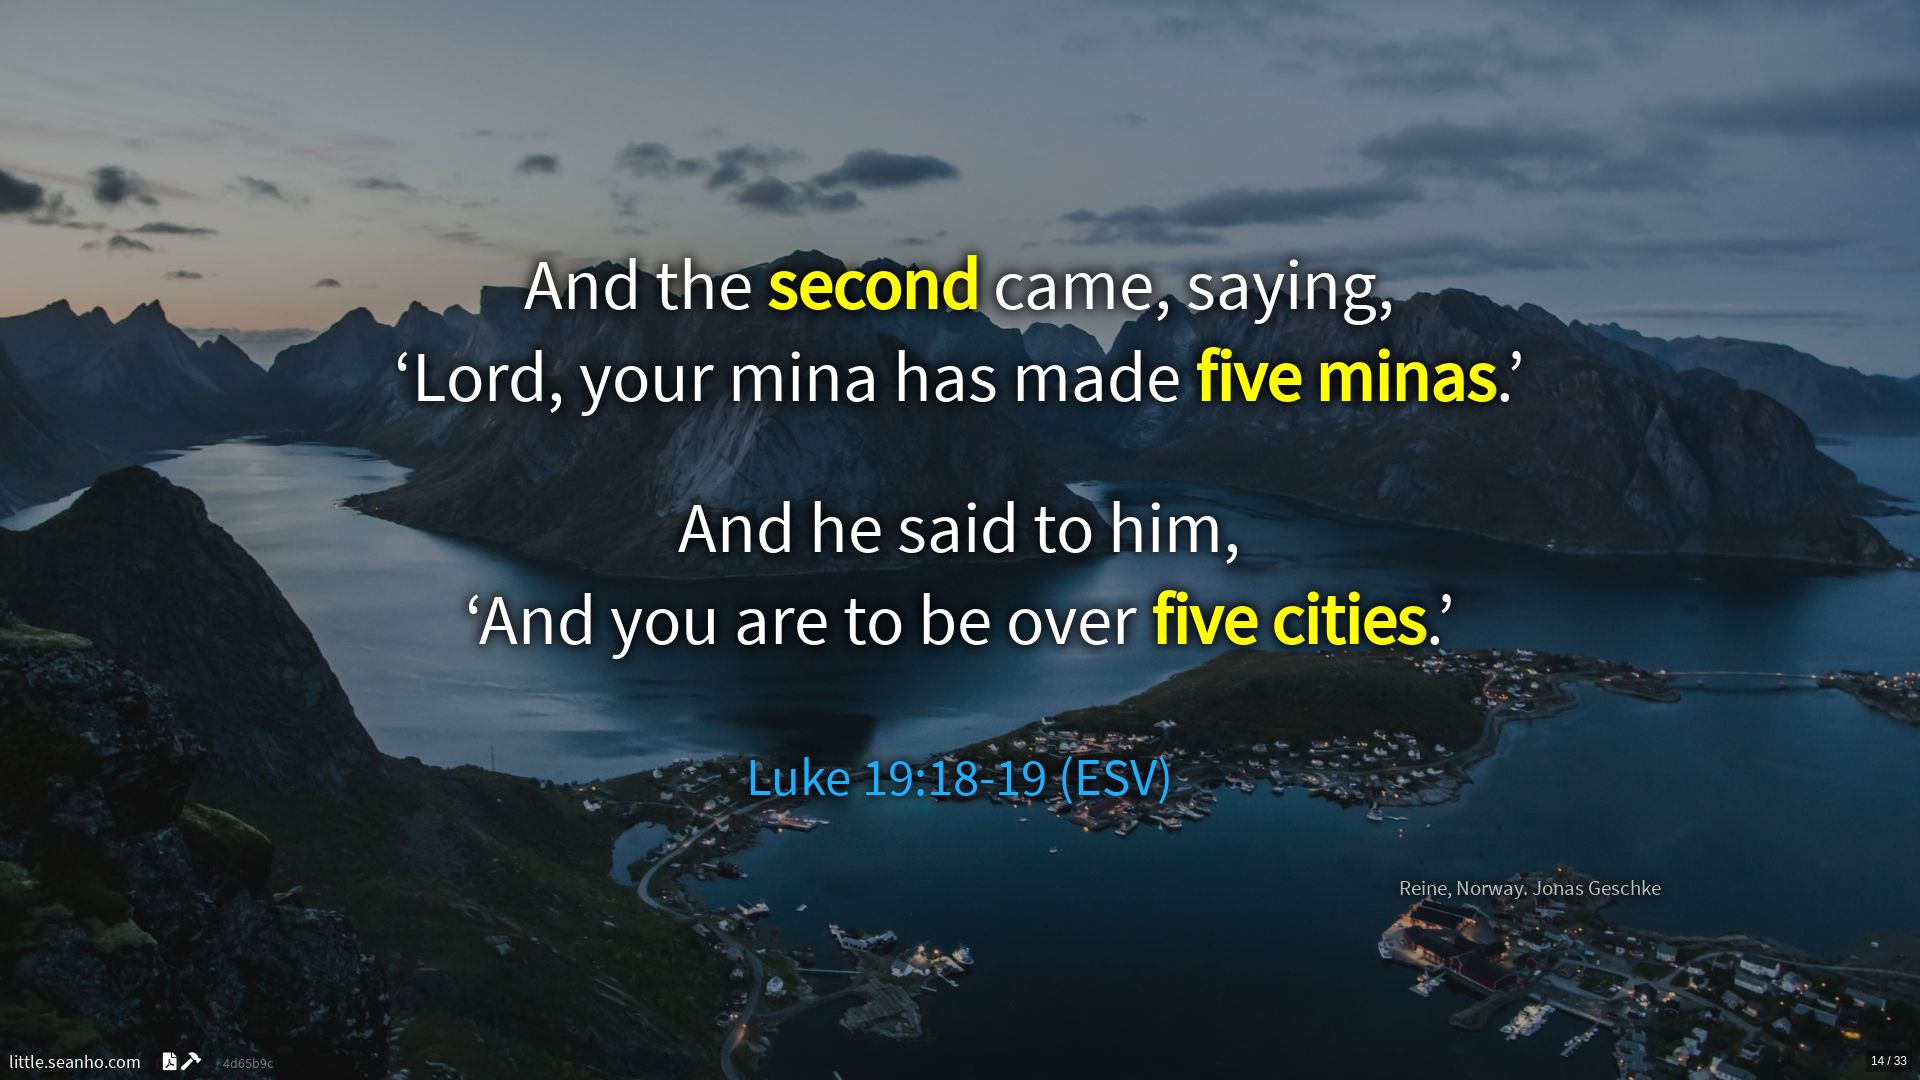 And the second came, saying,
‘Lord, your mina has made five minas.’
And he said to him,
‘And you are to be over five cities.’
Luke 19:18-19 (ESV)
Reine, Norway. Jonas Geschke
little.seanho.com
4d65b9c
14 / 33